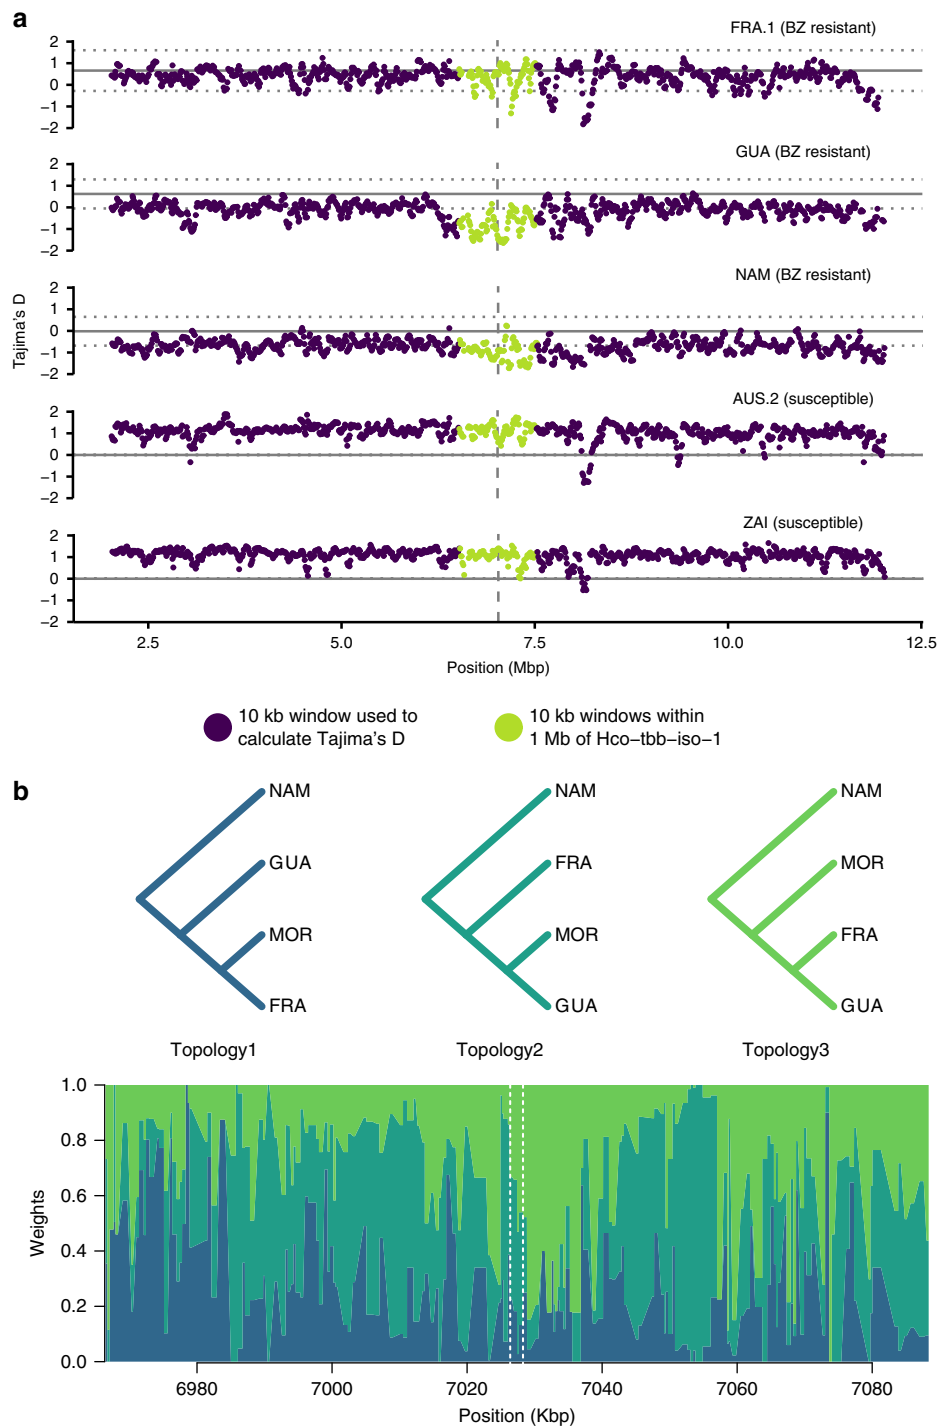 a
FRA.1 (BZ resistant)
2
1
0
−1
−2
GUA (BZ resistant)
2
1
0
−1
−2
NAM (BZ resistant)
2
1
0
−1
−2
Tajima's D
AUS.2 (susceptible)
2
1
0
−1
−2
ZAI (susceptible)
2
1
0
−1
−2
2.5 5.0 7.5 10.0 12.5
Position (Mbp)
10 kb window used to
calculate Tajima's D
10 kb windows within
1 Mb of Hco−tbb−iso−1
b
NAM
GUA
MOR
FRA
Topology1
NAM
FRA
MOR
GUA
Topology2
NAM
MOR
FRA
GUA
Topology3
1.0
0.8
0.6
0.4
0.2
0.0
Weights
6980 7000 7020 7040 7060 7080
Position (Kbp)